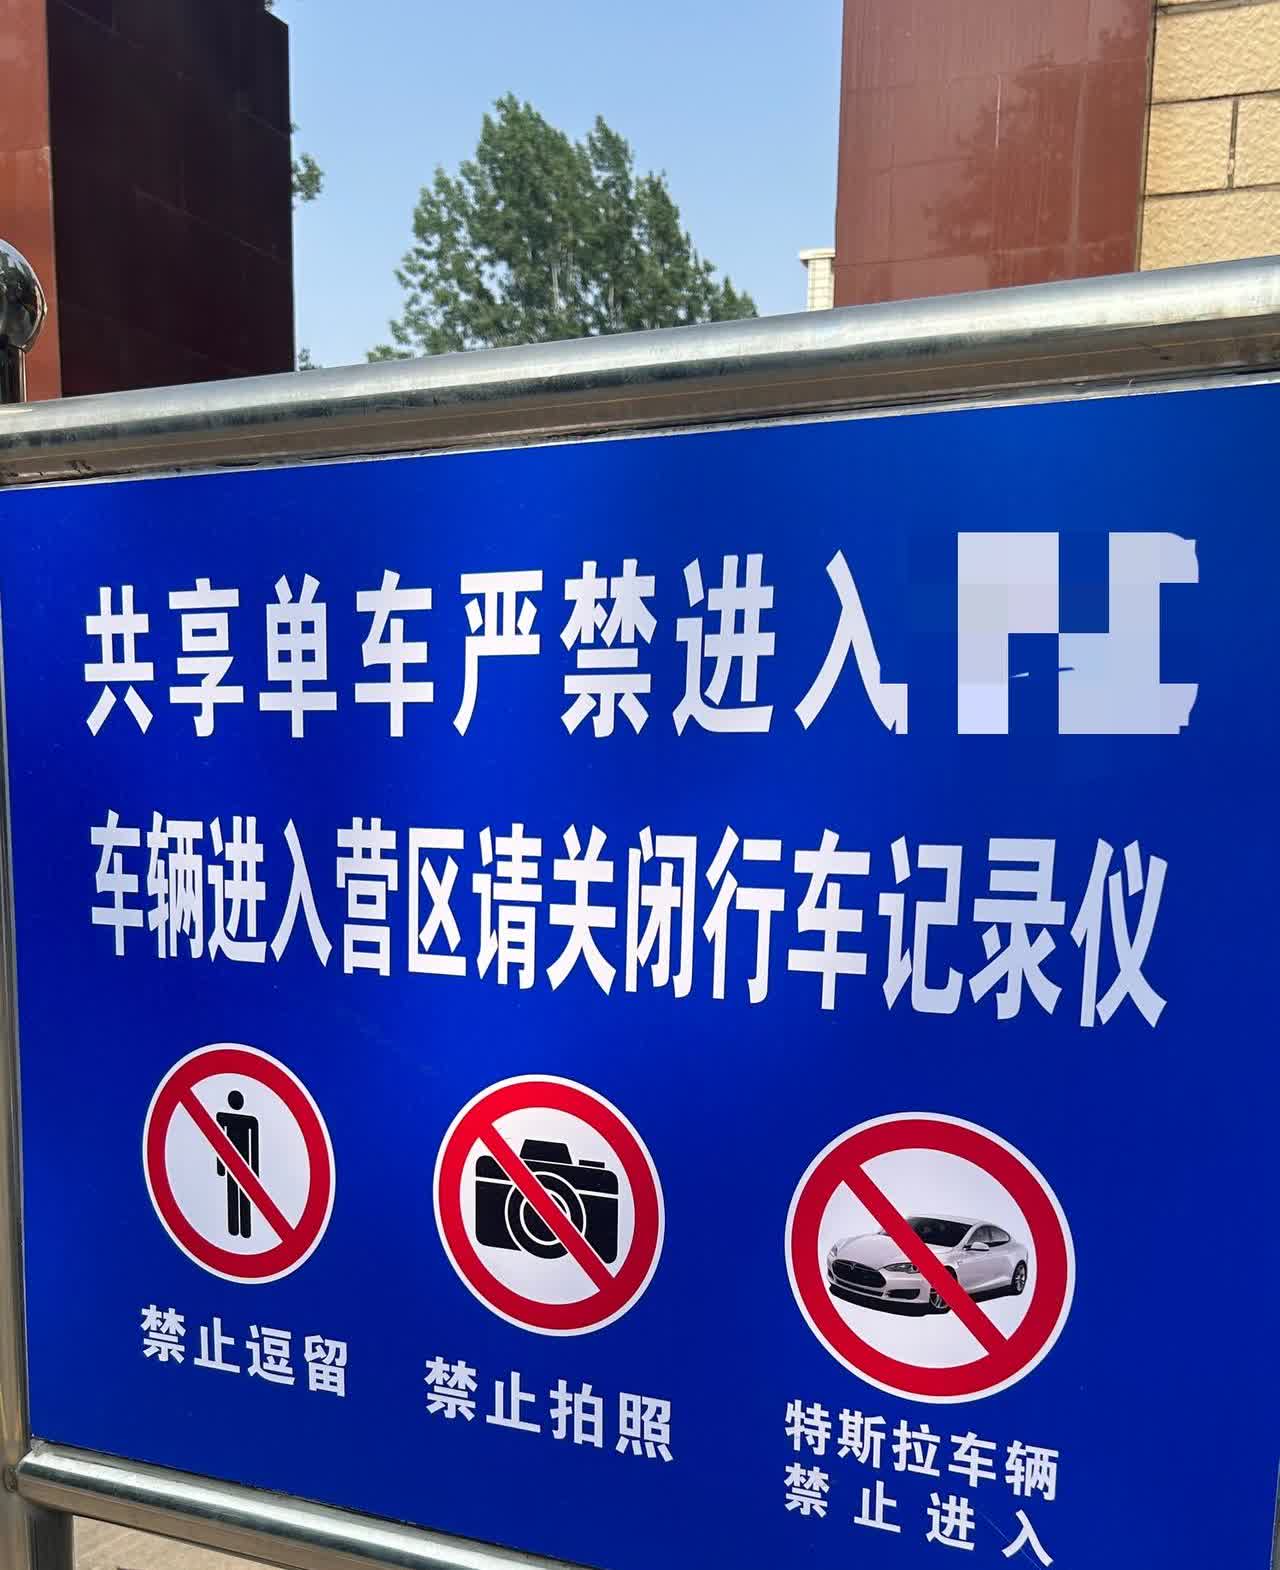 共享单车严禁进入
车辆进入营区请关闭行车记录仪
禁止逗留
禁止拍照
特斯拉车辆
禁止进入